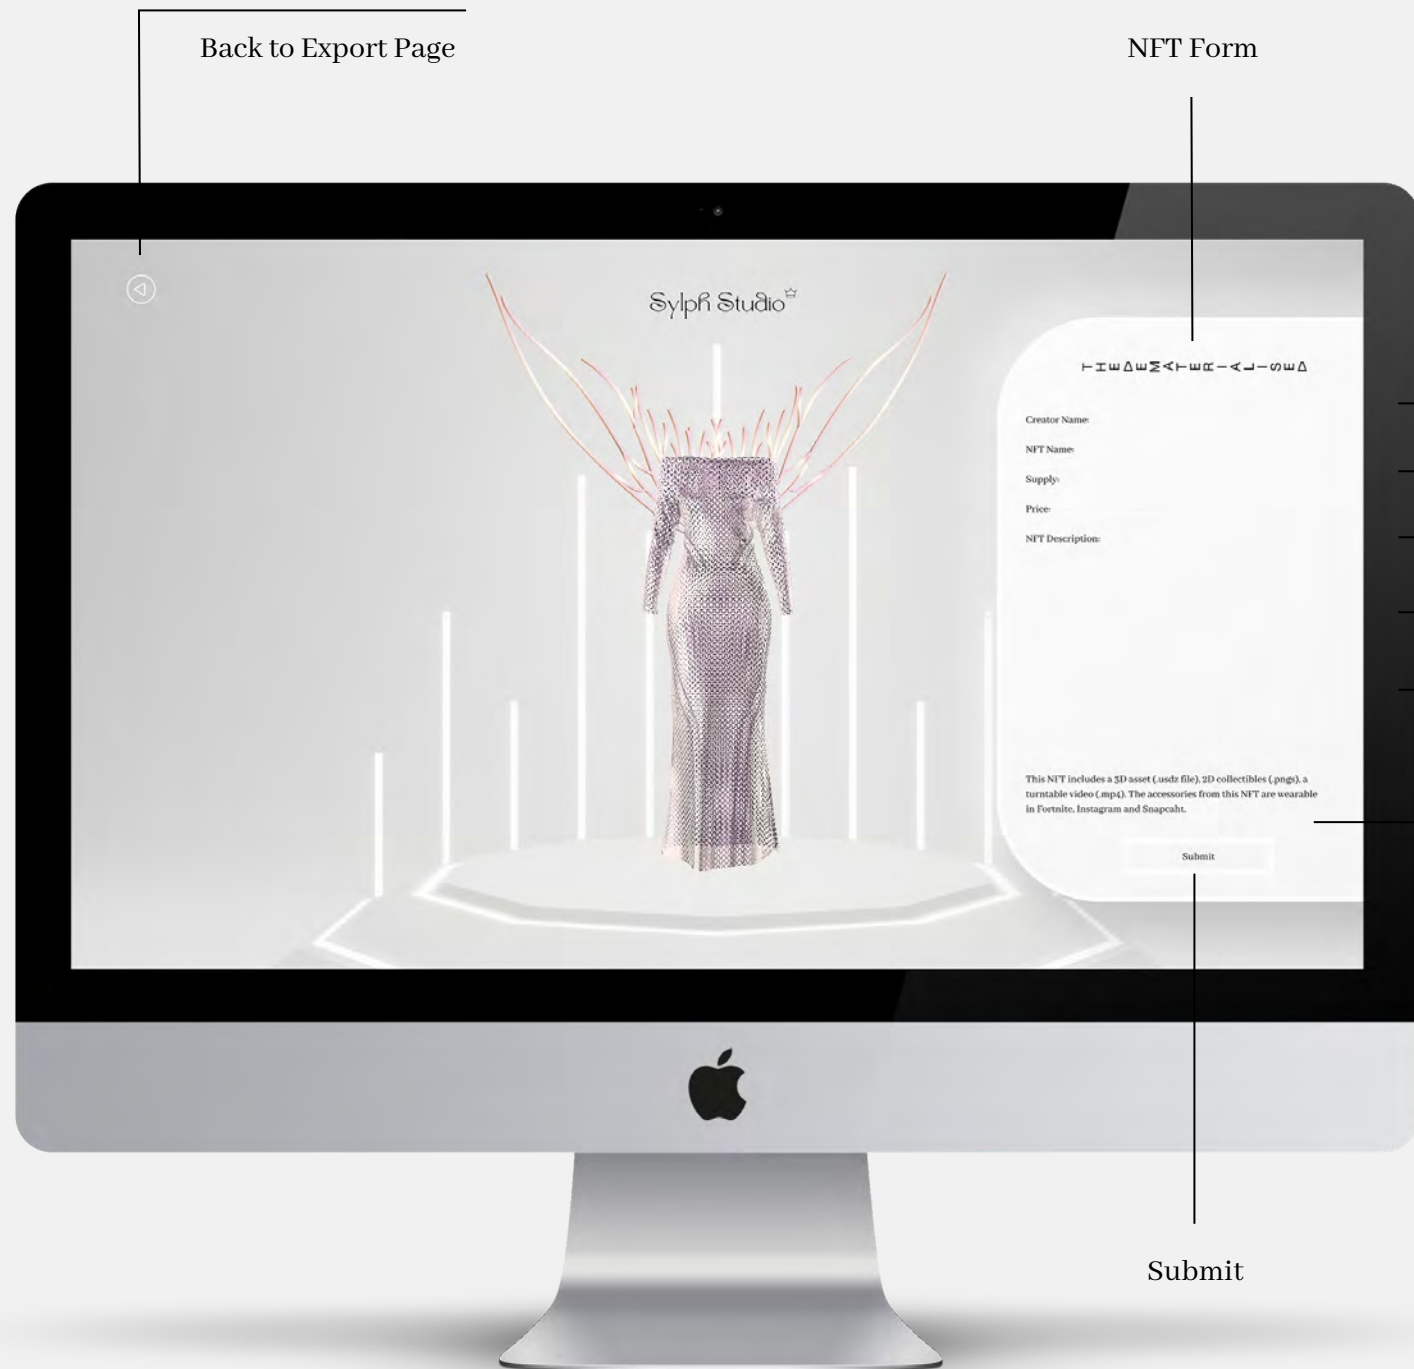 Back to Export Page
NFT Form
Sylph Studio
THEDEMATERIALISED
Creator Name:
NFT Name:
Supply:
Price:
NFT Description:
This NFT includes a 3D asset (.usdz file), 2D collectibles (.pngs), a
turntable video (.mp4). The accessories from this NFT are wearable
in Fortnite, Instagram and Snapcaht.
Submit
Submit